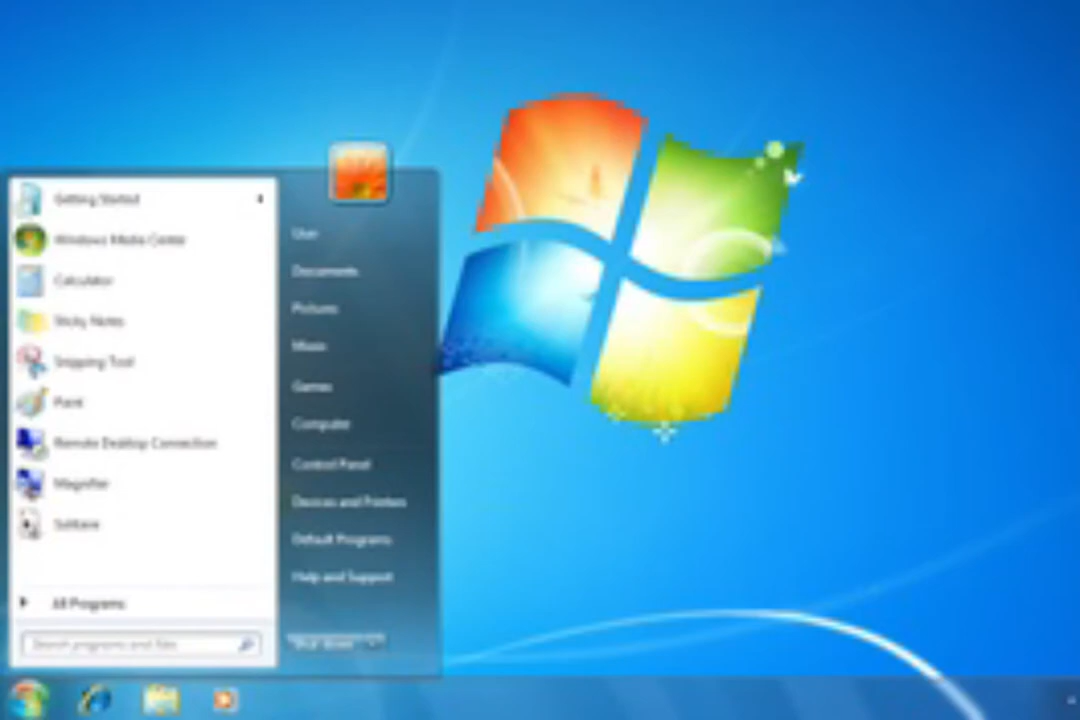 Getting Started
Windows Media Center
Calculator
Sticky Notes
Snipping Tool
Paint
Remote Desktop Connection
Magnifier
Solitaire
All Programs
Search programs and files
User
Documents
Pictures
Music
Games
Computer
Control Panel
Devices and Printers
Default Programs
Help and Support
Shut down